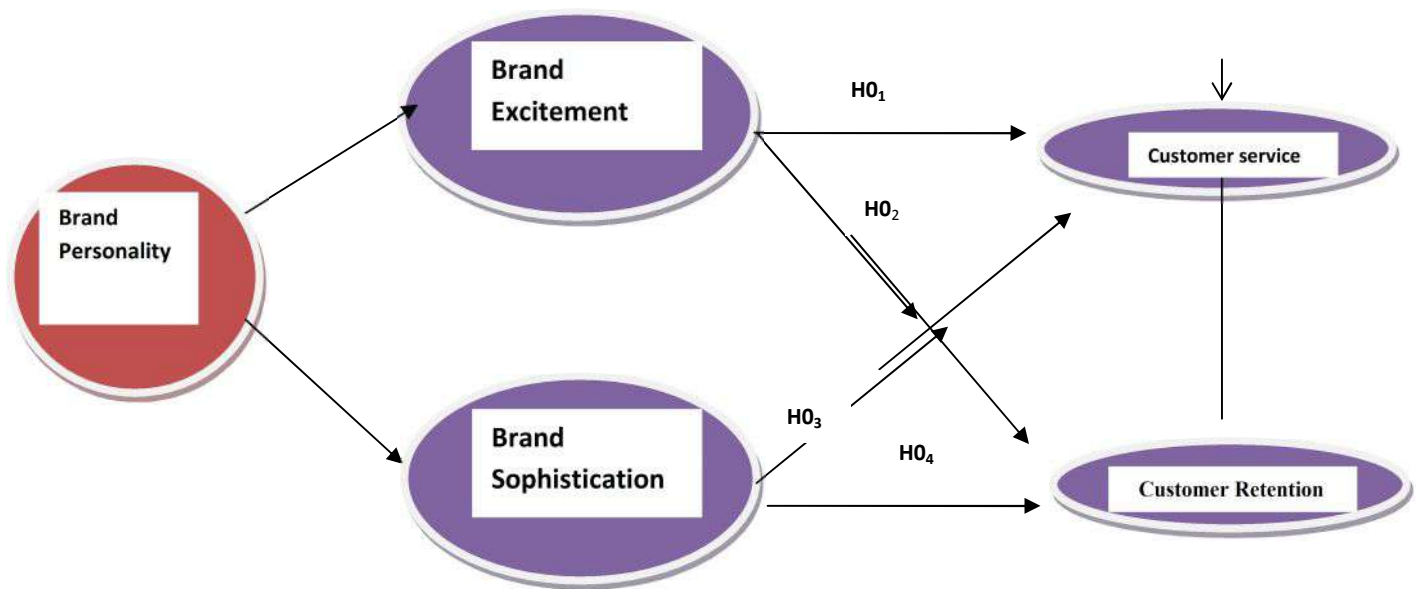 Brand
Excitement
H0₁
Customer service
Brand
Personality
H0₂
Brand
Sophistication
H0₃
H0₄
Customer Retention